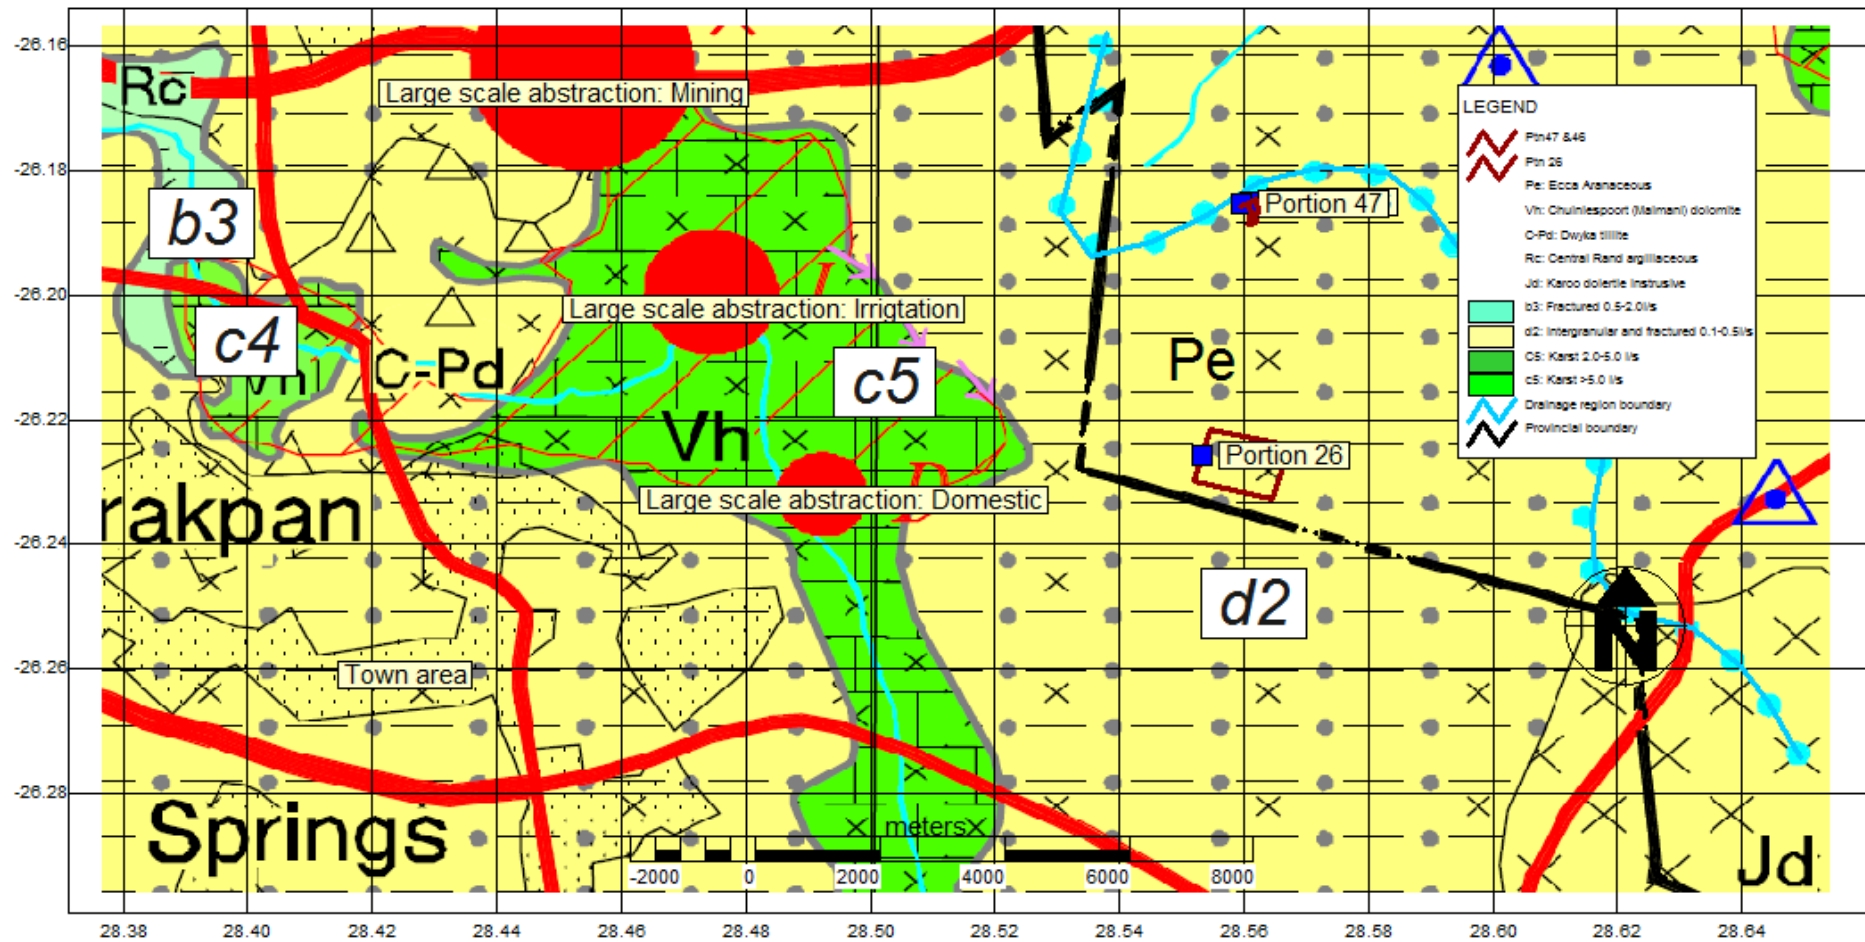 -26.16
-26.18
-26.20
-26.22
-26.24
-26.26
-26.28
Rc
Large scale abstraction: Mining
b3
Portion 47
Large scale abstraction: Irrigtation
c4
Vh
C-Pd
c5
Pe
I
Vh
Portion 26
Large scale abstraction: Domestic
D
rakpan
d2
N
Town area
Springs
meters
-2000
0
2000
4000
6000
8000
Jd
LEGEND
Ptn47 &46
Ptn 26
Pe: Ecca Aranaceous
Vh: Chuiniespoort (Malmani) dolomite
C-Pd: Dwyka tillite
Rc: Central Rand argillaceous
Jd: Karoo dolertie instrusive
b3: Fractured 0.5-2.0l/s
d2: Intergranular and fractured 0.1-0.5l/s
C5: Karst 2.0-5.0 l/s
c5: Karst >5.0 l/s
Drainage region boundary
Provincial boundary
28.38
28.40
28.42
28.44
28.46
28.48
28.50
28.52
28.54
28.56
28.58
28.60
28.62
28.64